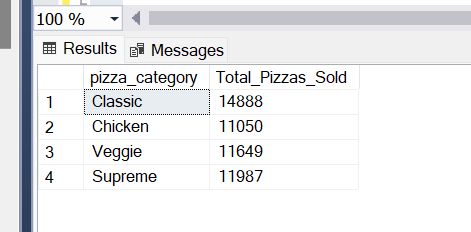 100 %
Results Messages
pizza_category Total_Pizzas_Sold
1 Classic 14888
2 Chicken 11050
3 Veggie 11649
4 Supreme 11987